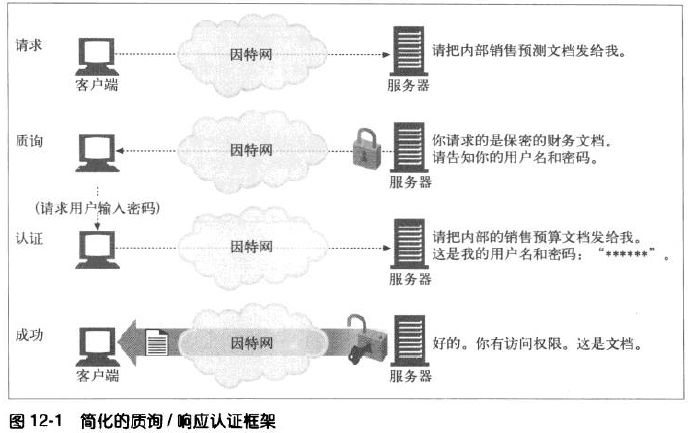 请求
因特网
请把内部销售预测文档发给我。
客户端
服务器
质询
因特网
你请求的是保密的财务文档。
请告知你的用户名和密码。
服务器
(请求用户输入密码)
认证
因特网
请把内部的销售预算文档发给我。
这是我的用户名和密码：“******”。
服务器
成功
因特网
好的。你有访问权限。这是文档。
客户端
服务器
图 12-1 简化的质询 / 响应认证框架